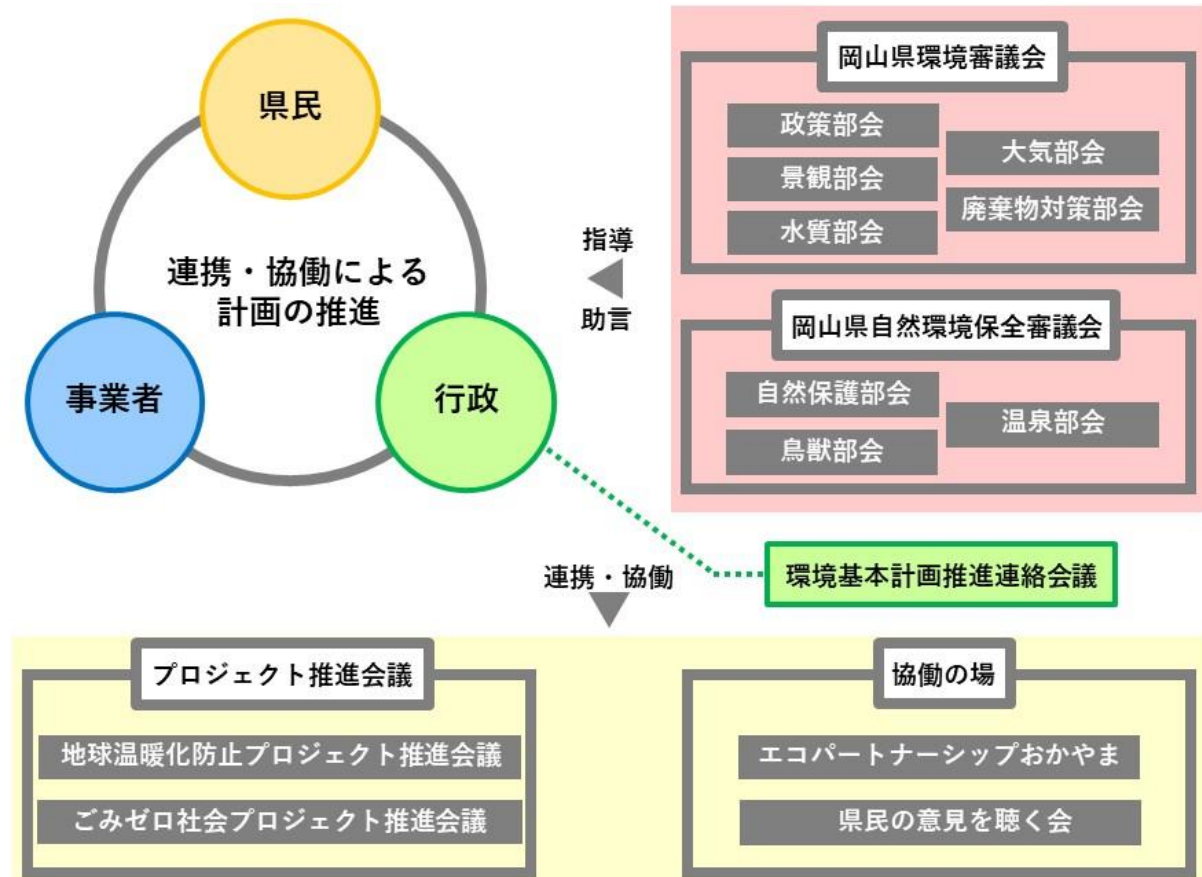 県民
連携・協働による
計画の推進
事業者
行政
指導
助言
岡山県環境審議会
政策部会
景観部会
水質部会
大気部会
廃棄物対策部会
岡山県自然環境保全審議会
自然保護部会
鳥獣部会
温泉部会
環境基本計画推進連絡会議
連携・協働
プロジェクト推進会議
地球温暖化防止プロジェクト推進会議
ごみゼロ社会プロジェクト推進会議
協働の場
エコパートナーシップおかやま
県民の意見を聴く会